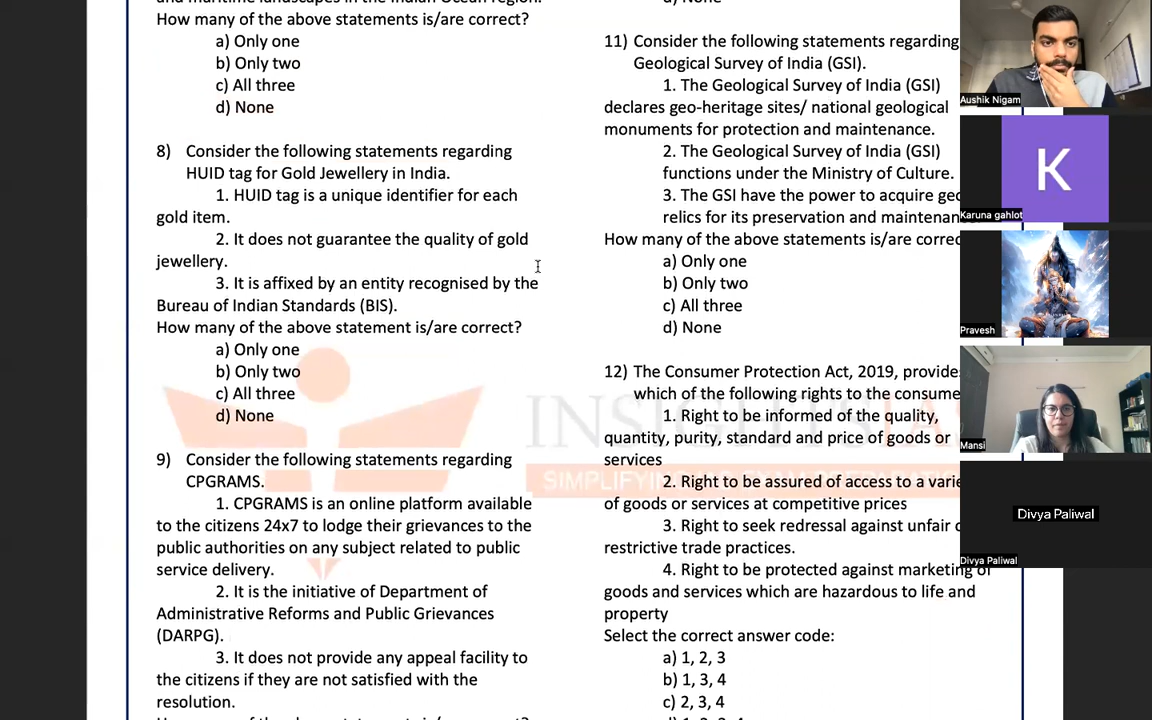 and maritime landscapes in the Indian Ocean region.
How many of the above statements is/are correct?
a) Only one
b) Only two
c) All three
d) None
8) Consider the following statements regarding
HUID tag for Gold Jewellery in India.
1. HUID tag is a unique identifier for each
gold item.
2. It does not guarantee the quality of gold
jewellery.
3. It is affixed by an entity recognised by the
Bureau of Indian Standards (BIS).
How many of the above statement is/are correct?
a) Only one
b) Only two
c) All three
d) None
9) Consider the following statements regarding
CPGRAMS.
1. CPGRAMS is an online platform available
to the citizens 24x7 to lodge their grievances to the
public authorities on any subject related to public
service delivery.
2. It is the initiative of Department of
Administrative Reforms and Public Grievances
(DARPG).
3. It does not provide any appeal facility to
the citizens if they are not satisfied with the
resolution.
d) None
11) Consider the following statements regarding
Geological Survey of India (GSI).
1. The Geological Survey of India (GSI)
declares geo-heritage sites/ national geological
monuments for protection and maintenance.
2. The Geological Survey of India (GSI)
functions under the Ministry of Culture.
3. The GSI have the power to acquire geo
relics for its preservation and maintenan
How many of the above statements is/are correc
a) Only one
b) Only two
c) All three
d) None
12) The Consumer Protection Act, 2019, provide
which of the following rights to the consume
1. Right to be informe of the quality,
quantity, purity, standard and price of goods or
services
2. Right to be assured of access to a varie
of goods or services at competitive prices
3. Right to seek redressal against unfair o
restrictive trade practices.
4. Right to be protected against marketing of
goods and services which are hazardous to life and
property
Select the correct answer code:
a) 1, 2, 3
b) 1, 3, 4
c) 2, 3, 4
INSIGHTSIAS
Aushik Nigam
K
Karuna gahlot
Pravesh
Mansi
Divya Paliwal
Divya Paliwal